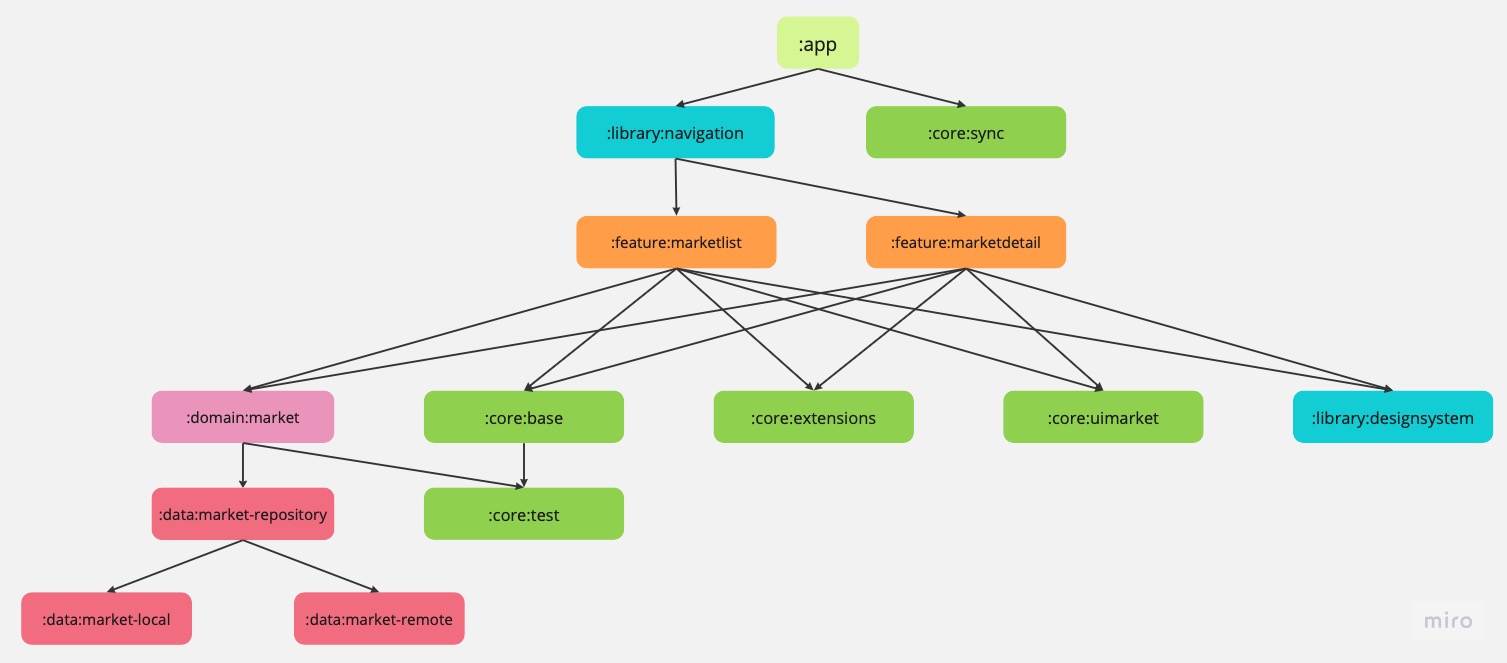 :app
:library:navigation
:core:sync
:feature:marketlist
:feature:marketdetail
:domain:market
:core:base
:core:extensions
:core:uimarket
:library:designsystem
:data:market-repository
:core:test
:data:market-local
:data:market-remote
miro